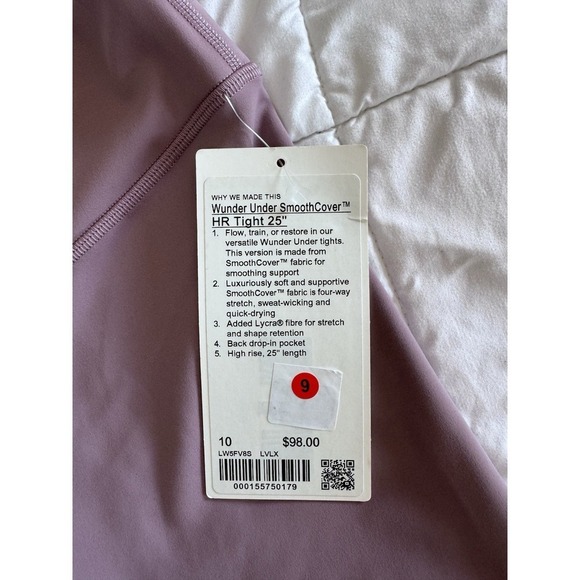 WHY WE MADE THIS
Wunder Under SmoothCover™
HR Tight 25"
1. Flow, train, or restore in our
versatile Wunder Under tights.
This version is made from
SmoothCover™ fabric for
smoothing support
2. Luxuriously soft and supportive
SmoothCover™ fabric is four-way
stretch, sweat-wicking and
quick-drying
3. Added Lycra® fibre for stretch
and shape retention
4. Back drop-in pocket
5. High rise, 25" length
9
10 $98.00
LW5FV8S LVLX
000155750179